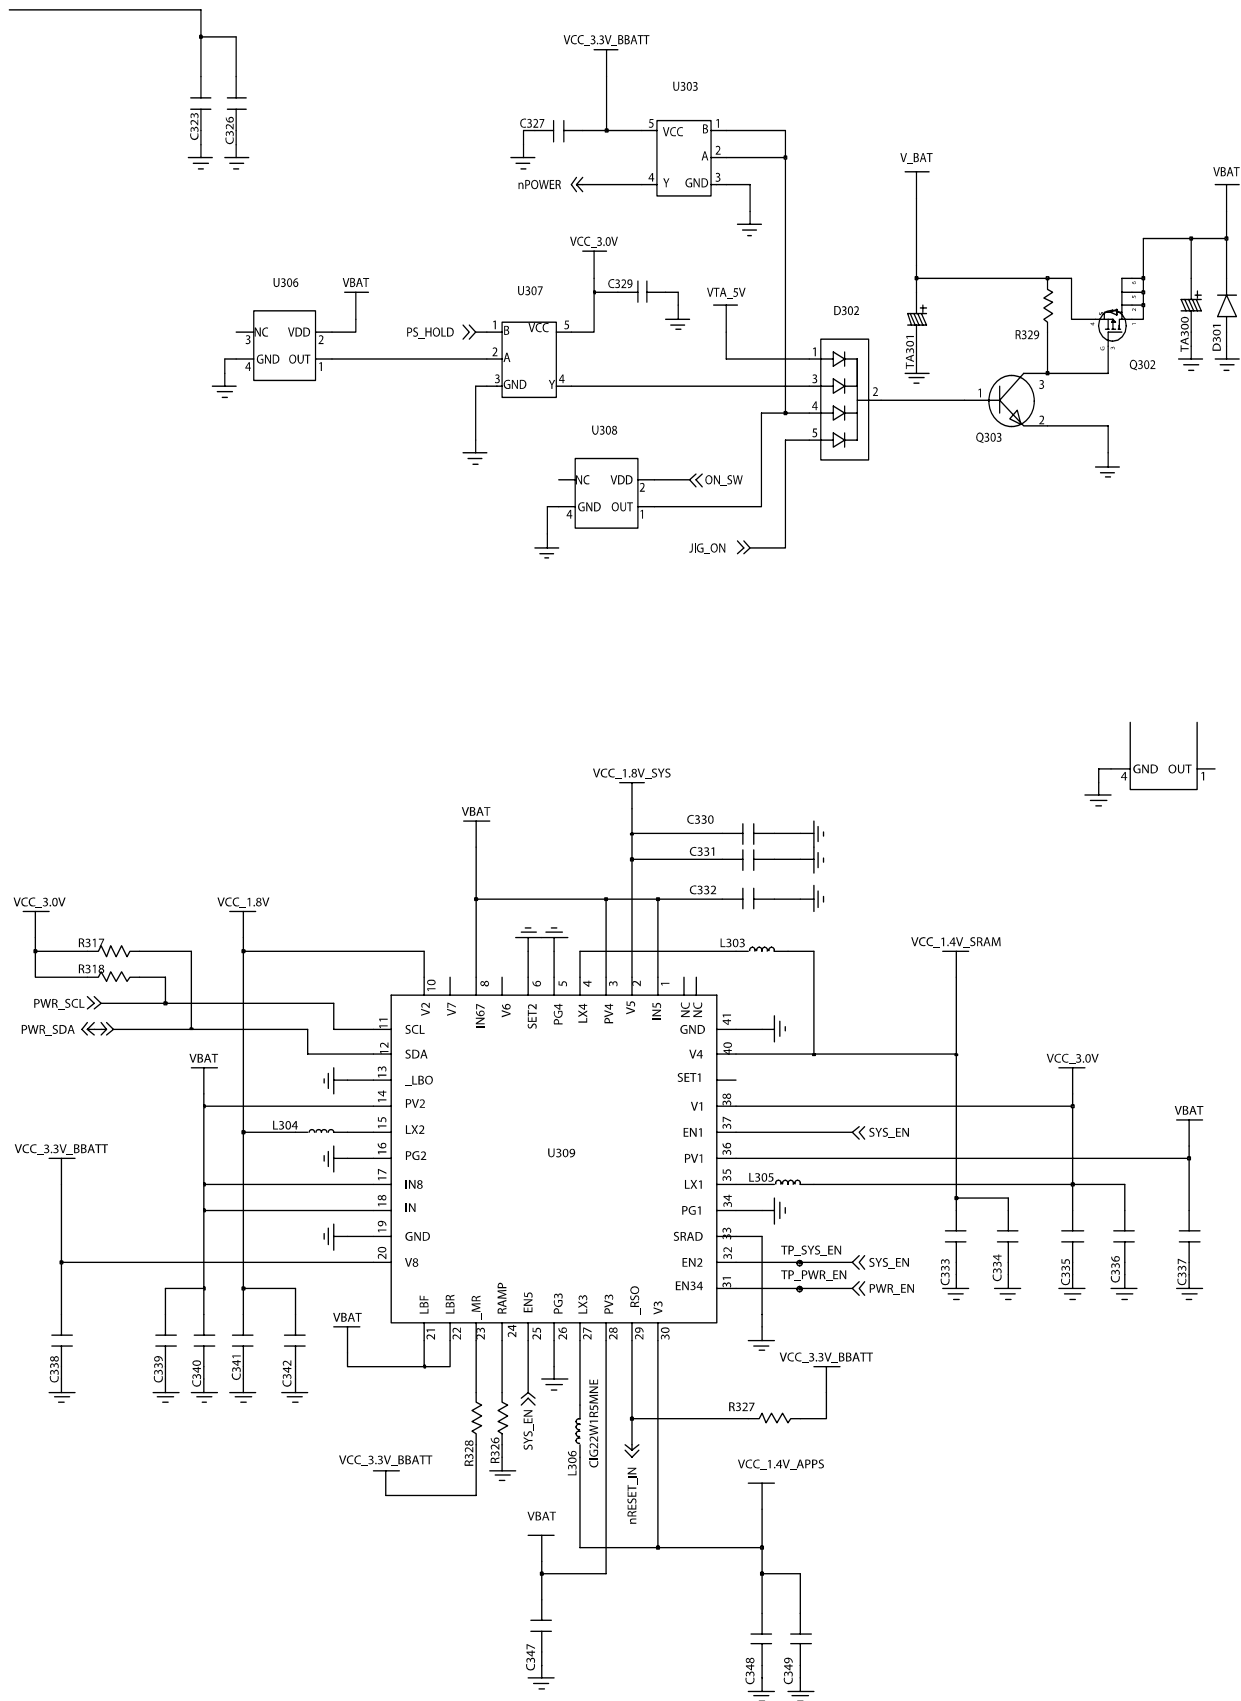 VCC_3.3V_BBATT
U303
C323
C326
C327
5 VCC B 1
A 2
nPOWER 4 Y GND 3
V_BAT
VBAT
VCC_3.0V
U306
VBAT
U307
C329
VTA_5V
D302
TA301
R329
4 G 3 1 2 5 6
Q302
TA300
D301
PS_HOLD 1 B VCC 5
NC 3 VDD 2
4 GND OUT 1
2 A
3 GND Y 4
1
3
4
5
2
1
3
2
Q303
U308
NC VDD 2
ON_SW
4 GND OUT 1
JIG_ON
4 GND OUT 1
VCC_1.8V_SYS
VBAT
C330
C331
C332
VCC_3.0V
VCC_1.8V
R317
R318
L303
VCC_1.4V_SRAM
PWR_SCL
PWR_SDA
10 8 6 5 4 3 2 1
V2 V7 IN67 V6 SET2 PG4 LX4 PV4 V5 IN5 NC NC
11 SCL
GND 41
12 SDA
V4 40
VBAT
VCC_3.0V
13 _LBO
SET1
14 PV2
V1 38
VBAT
L304
15 LX2
EN1 37
SYS_EN
VCC_3.3V_BBATT
16 PG2
U309
PV1 36
17 IN8
LX1 35
L305
18 IN
PG1 34
19 GND
SRAD 33
20 V8
EN2 32
TP_SYS_EN
SYS_EN
EN34 31
TP_PWR_EN
PWR_EN
C333
C334
C335
C336
C337
LBF LBR _MR RAMP EN5 PG3 LX3 PV3 _RSO V3
21 22 23 24 25 26 27 28 29 30
VBAT
C338
C339
C340
C341
C342
VCC_3.3V_BBATT
R327
R328
R326
SYS_EN
L306
CIG22W1R5MNE
nRESET_IN
VCC_3.3V_BBATT
VCC_1.4V_APPS
VBAT
C347
C348
C349